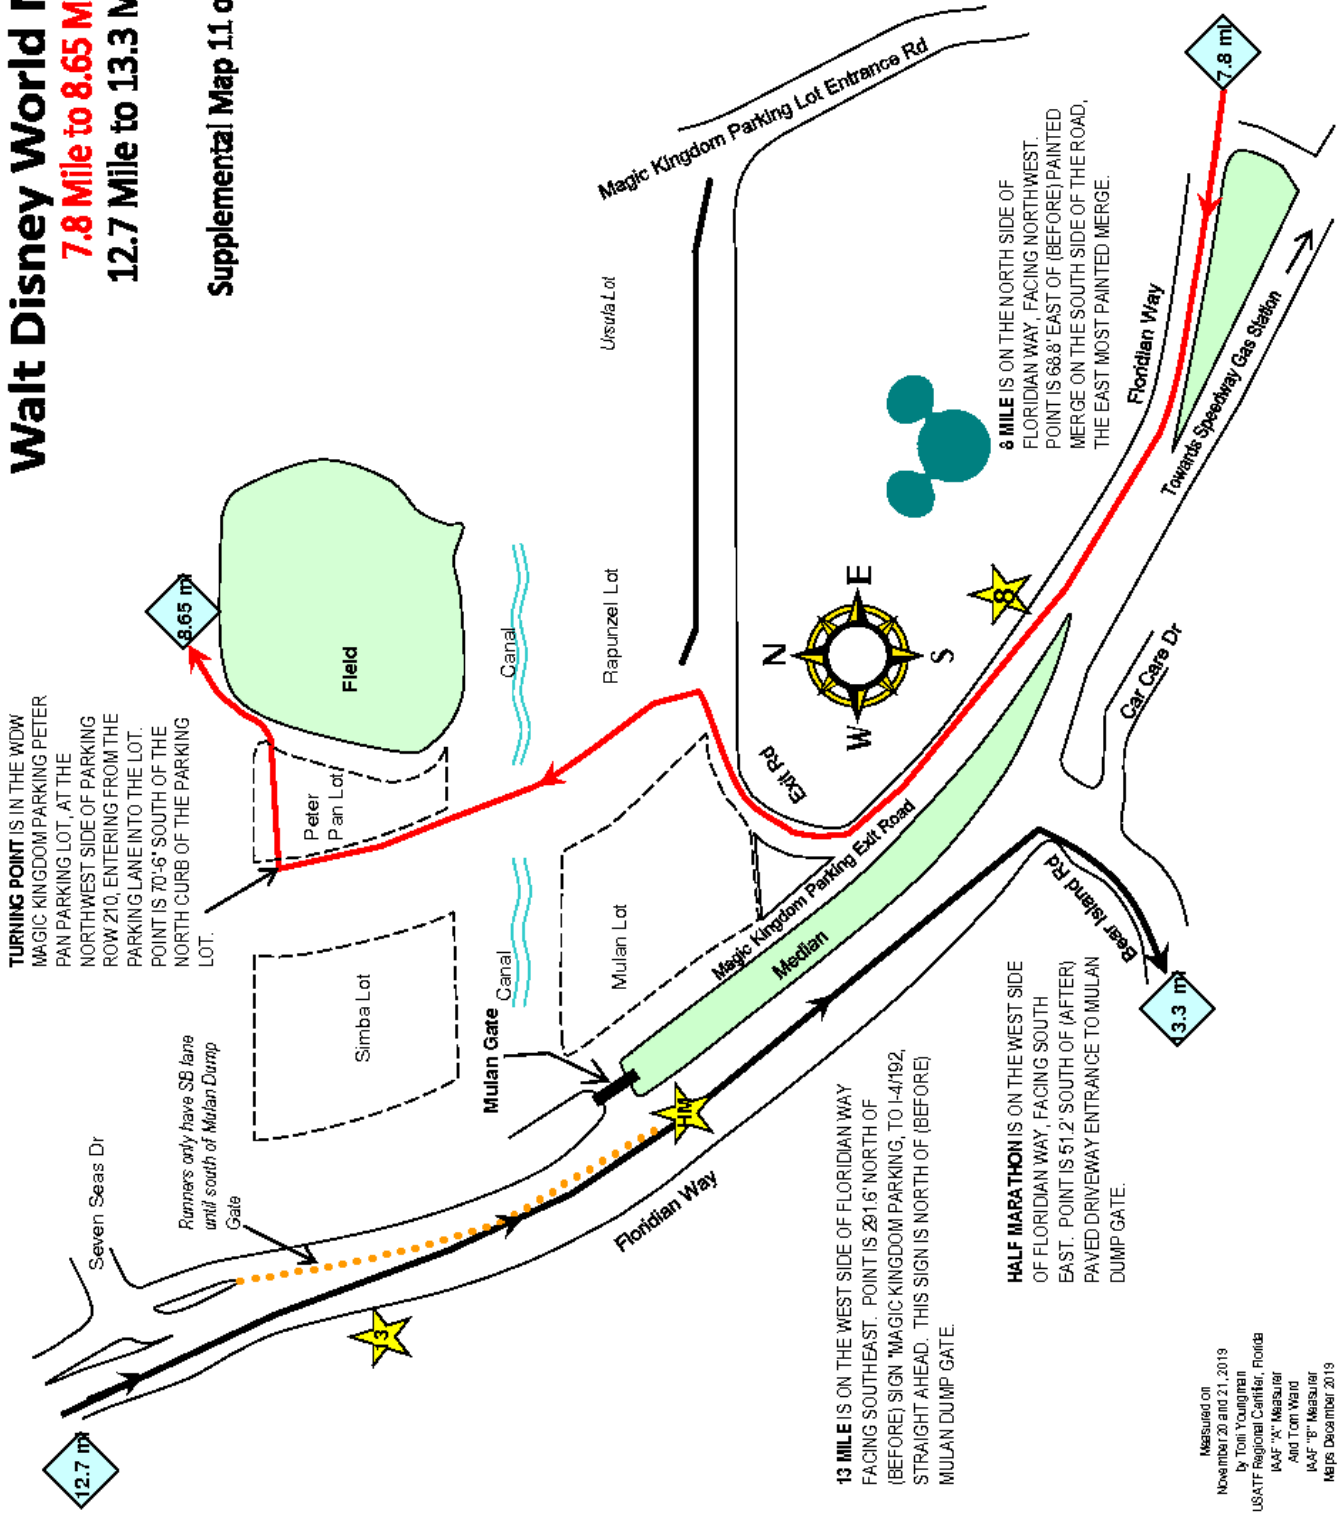 Walt Disney World
7.8 Mile to 8.65 M
12.7 Mile to 13.3 M
Supplemental Map 11 o
TURNING POINT IS IN THE WDW
MAGIC KINGDOM PARKING PETER
PAN PARKING LOT, AT THE
NORTHWEST SIDE OF PARKING
ROW 210, ENTERING FROM THE
PARKING LANE INTO THE LOT.
POINT IS 70'-6" SOUTH OF THE
NORTH CURB OF THE PARKING
LOT.
8.65 mi
Field
Peter
Pan Lot
Simba Lot
Canal
Canal
Mulan Lot
Mulan Gate
Rapunzel Lot
Ursula Lot
Magic Kingdom Parking Lot Entrance Rd
7.8 mi
Seven Seas Dr
Runners only have SB lane
until south of Mulan Dump
Gate
12.7 mi
13
HM
Floridian Way
Magic Kingdom Parking Exit Road
Median
Exit Rd
N
E
S
W
8
8 MILE IS ON THE NORTH SIDE OF
FLORIDIAN WAY, FACING NORTHWEST.
POINT IS 68.8' EAST OF (BEFORE) PAINTED
MERGE ON THE SOUTH SIDE OF THE ROAD,
THE EAST MOST PAINTED MERGE.
Floridian Way
Towards Speedway Gas Station
Car Care Dr
Bear Island Rd
13.3 mi
13 MILE IS ON THE WEST SIDE OF FLORIDIAN WAY
FACING SOUTHEAST. POINT IS 291.6' NORTH OF
(BEFORE) SIGN "MAGIC KINGDOM PARKING, TO I-4/192,
STRAIGHT AHEAD. THIS SIGN IS NORTH OF (BEFORE)
MULAN DUMP GATE.
HALF MARATHON IS ON THE WEST SIDE
OF FLORIDIAN WAY, FACING SOUTH
EAST. POINT IS 51.2' SOUTH OF (AFTER)
PAVED DRIVEWAY ENTRANCE TO MULAN
DUMP GATE.
Measured on
November 20 and 21, 2019
by Tom Youngman
USATF Regional Certifier, Florida
IAAF "A" Measurer
And Tom Ward
IAAF "B" Measurer
Maps December 2019